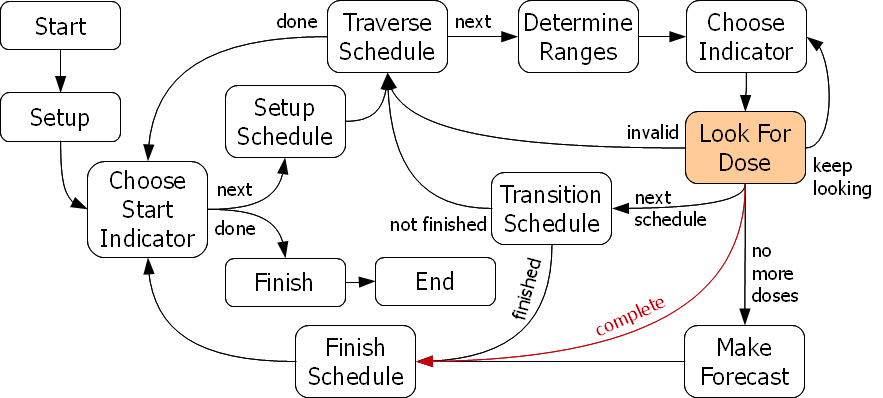 Start
Setup
Choose
Start
Indicator
next
done
Setup
Schedule
Finish
End
done
Traverse
Schedule
next
Determine
Ranges
Choose
Indicator
Look For
Dose
keep
looking
invalid
next
schedule
Transition
Schedule
not finished
finished
complete
no
more
doses
Make
Forecast
Finish
Schedule